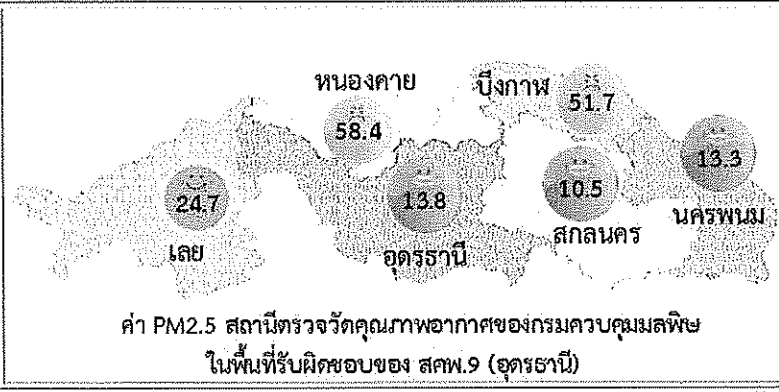 หนองคาย
บึงกาฬ
58.4
51.7
13.3
24.7
13.8
10.5
เลย
อุดรธานี
สกลนคร
นครพนม
ค่า PM2.5 สถานีตรวจวัดคุณภาพอากาศของกรมควบคุมมลพิษ
ในพื้นที่รับผิดชอบของ สคพ.9 (อุดรธานี)